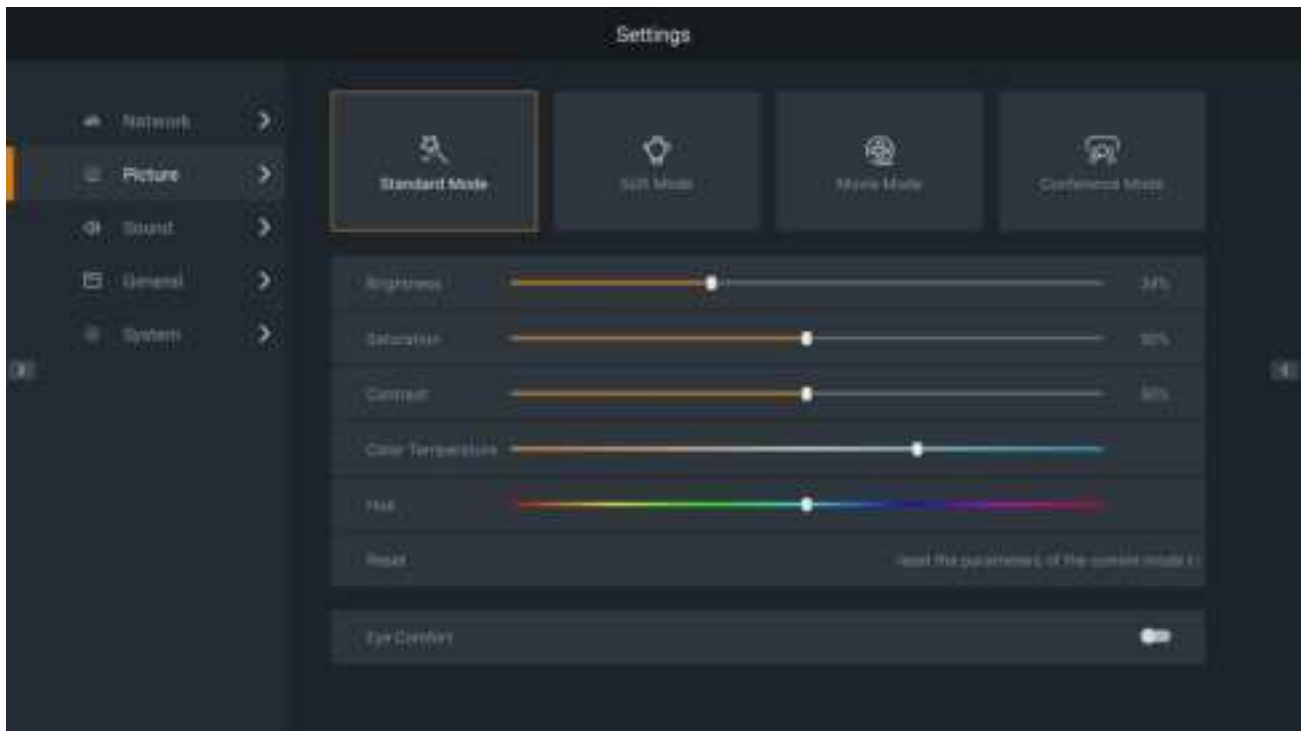 Settings
Network
Picture
Sound
General
System
Standard Mode
Soft Mode
Movie Mode
Conference Mode
Brightness 34%
Saturation 50%
Contrast 50%
Color Temperature
Hue
Reset reset the parameters of the current mode t
Eye Comfort